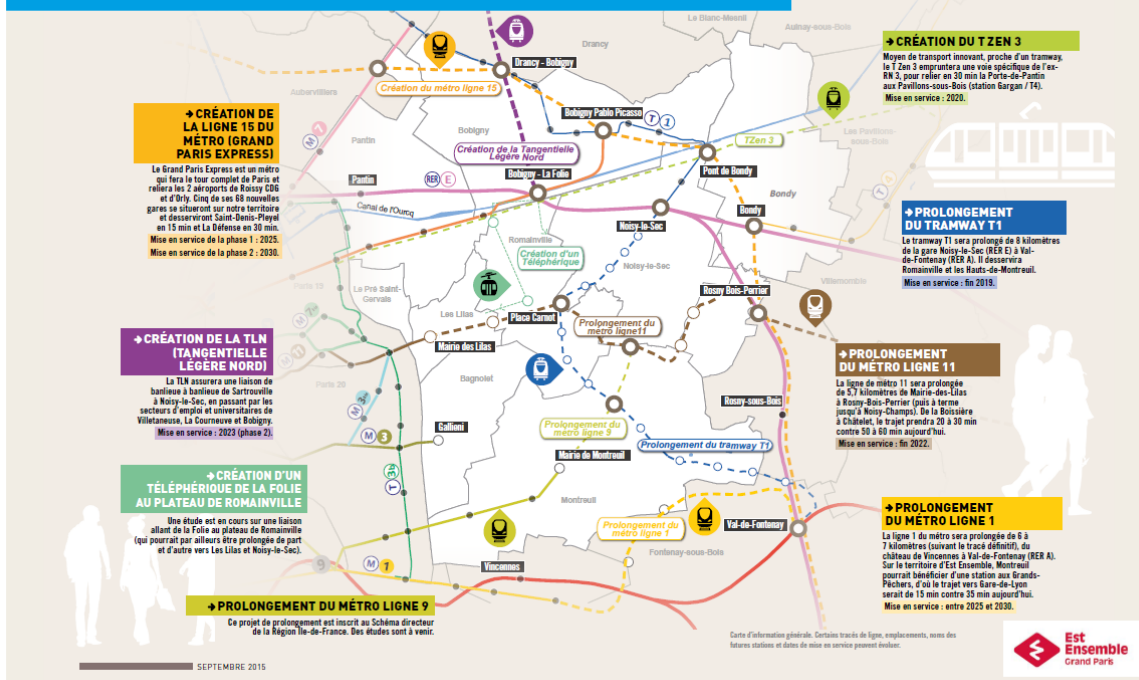 Le Blanc-Mesnil
Aulnay-sous-Bois
Drancy
Drancy - Bobigny
Création du métro ligne 15
Aubervilliers
→ CRÉATION DU T ZEN 3
Moyen de transport innovant, proche d'un tramway,
le T Zen 3 empruntera une voie spécifique de l'ex-
RN 3, pour relier en 30 min la Porte-de-Pantin
aux Pavillons-sous-Bois (station Gargan / T4).
Mise en service : 2020.
→ CRÉATION DE
LA LIGNE 15 DU
MÉTRO (GRAND
PARIS EXPRESS)
Le Grand Paris Express est un métro
qui fera le tour complet de Paris et
reliera les 2 aéroports de Roissy CDG
et d'Orly. Cinq de ses 68 nouvelles
gares se situeront sur notre territoire
et desserviront Saint-Denis-Pleyel
en 15 min et La Défense en 30 min.
Mise en service de la phase 1 : 2025.
Mise en service de la phase 2 : 2030.
M 7
Pantin
Bobigny
Bobigny Pablo Picasso
T 1
TZen 3
Les Pavillons-
sous-Bois
Création de la Tangentielle
Légère Nord
Pont de Bondy
Bobigny - La Folie
Pantin
RER E
T 4
Canal de l'Ourcq
Bondy
Bondy
Noisy-le-Sec
Romainville
Création d'un
Téléphérique
Noisy-le-Sec
→ PROLONGEMENT
DU TRAMWAY T1
Le tramway T1 sera prolongé de 8 kilomètres
de la gare Noisy-le-Sec (RER E) à Val-
de-Fontenay (RER A). Il desservira
Romainville et les Hauts-de-Montreuil.
Mise en service : fin 2019.
Villemomble
Paris 19
Le Pré Saint-
Gervais
Rosny Bois-Perrier
Les Lilas
Place Carnot
Prolongement du
métro ligne11
M 11
Mairie des Lilas
→ CRÉATION DE LA TLN
(TANGENTIELLE
LÉGÈRE NORD)
La TLN assurera une liaison de
banlieue à banlieue de Sartrouville
à Noisy-le-Sec, en passant par les
secteurs d'emploi et universitaires de
Villetaneuse, La Courneuve et Bobigny.
Mise en service : 2023 (phase 2).
Paris 20
Bagnolet
→ PROLONGEMENT
DU MÉTRO LIGNE 11
La ligne de métro 11 sera prolongée
de 5,7 kilomètres de Mairie-des-Lilas
à Rosny-Bois-Perrier (puis à terme
jusqu'à Noisy-Champs). De la Boissière
à Châtelet, le trajet prendra 20 à 30 min
contre 50 à 60 min aujourd'hui.
Mise en service : fin 2022.
Rosny-sous-Bois
M 3
Gallieni
Prolongement du
métro ligne 9
Prolongement du tramway T1
Mairie de Montreuil
→ CRÉATION D'UN
TÉLÉPHÉRIQUE DE LA FOLIE
AU PLATEAU DE ROMAINVILLE
Une étude est en cours sur une liaison
allant de la Folie au plateau de Romainville
(qui pourrait par ailleurs être prolongée de part
et d'autre vers Les Lilas et Noisy-le-Sec).
Montreuil
Prolongement du
métro ligne 1
Val-de-Fontenay
→ PROLONGEMENT
DU MÉTRO LIGNE 1
La ligne 1 du métro sera prolongée de 6 à
7 kilomètres (suivant le tracé définitif), du
château de Vincennes à Val-de-Fontenay (RER A).
Sur le territoire d'Est Ensemble, Montreuil
pourrait bénéficier d'une station aux Grands-
Pêchers, d'où le trajet vers Gare-de-Lyon
serait de 15 min contre 35 min aujourd'hui.
Mise en service : entre 2025 et 2030.
9
M 1
Fontenay-sous-Bois
Vincennes
→ PROLONGEMENT DU MÉTRO LIGNE 9
Ce projet de prolongement est inscrit au Schéma directeur
de la Région Ile-de-France. Des études sont à venir.
Carte d'information générale. Certains tracés de ligne, emplacements, noms des
futures stations et dates de mise en service peuvent évoluer.
Est
Ensemble
Grand Paris
SEPTEMBRE 2015